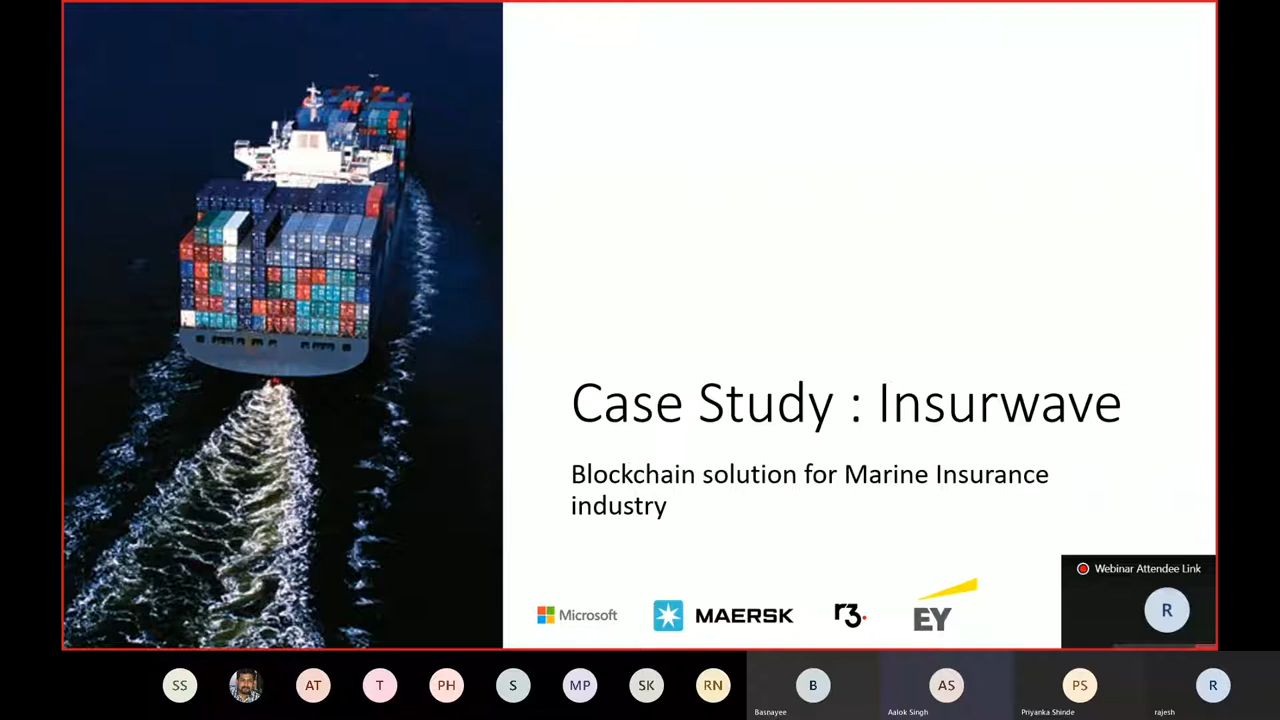 Case Study : Insurwave
Blockchain solution for Marine Insurance
industry
Microsoft
MAERSK
r3.
EY
Webinar Attendee Link
R
SS
AT
T
PH
S
MP
SK
RN
B
Basnayee
AS
Aalok Singh
PS
Priyanka Shinde
R
rajesh